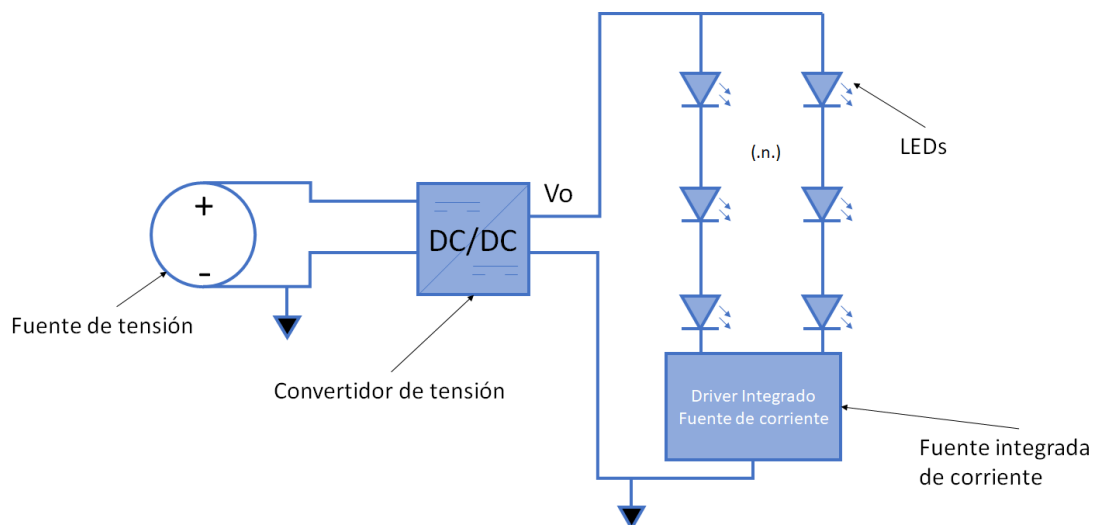 (.n.)
LEDs
Vo
+
DC/DC
-
Fuente de tensión
Convertidor de tensión
Driver Integrado
Fuente de corriente
Fuente integrada
de corriente